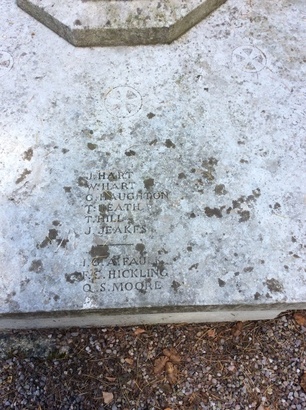 J. HART
W. HART
G. HAUGHTON
T. HEATH
T. HILL
J. JEAKES
F. C. HICKLING
O. S. MOORE